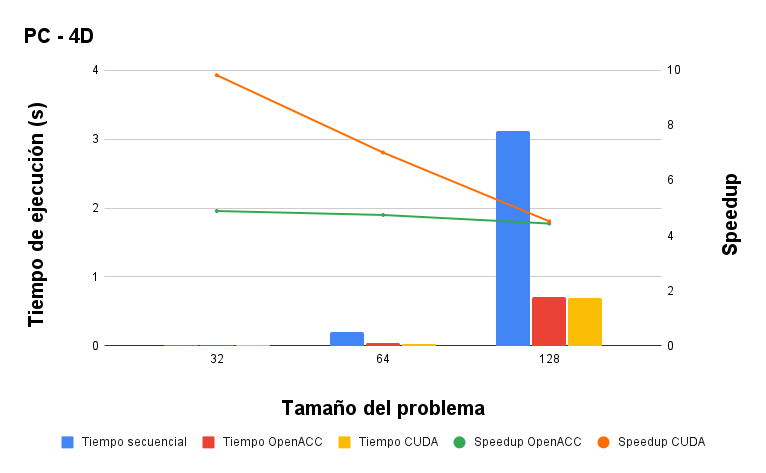 PC - 4D
Tiempo de ejecución (s)
4
3
2
1
0
10
8
6
4
2
0
Speedup
32
64
128
Tamaño del problema
Tiempo secuencial
Tiempo OpenACC
Tiempo CUDA
Speedup OpenACC
Speedup CUDA